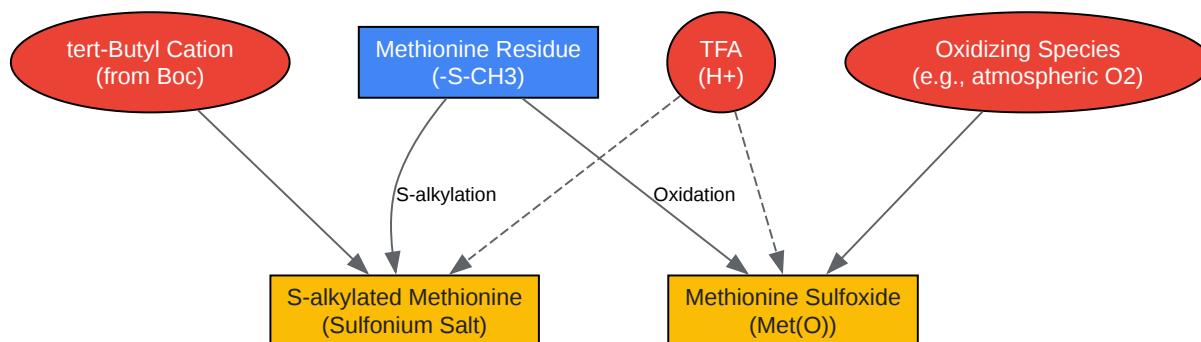 tert-Butyl Cation
(from Boc)
Methionine Residue
(-S-CH3)
TFA
(H+)
Oxidizing Species
(e.g., atmospheric O2)
S-alkylation
Oxidation
S-alkylated Methionine
(Sulfonium Salt)
Methionine Sulfoxide
(Met(O))